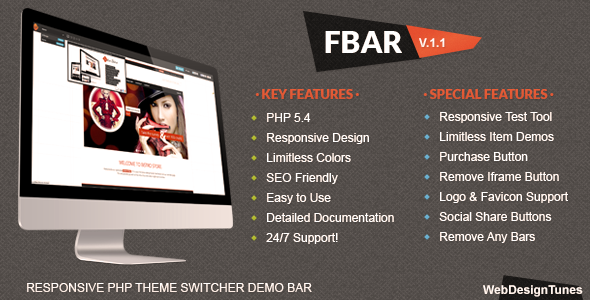 FBAR V.1.1
· KEY FEATURES ·
PHP 5.4
Responsive Design
Limitless Colors
SEO Friendly
Easy to Use
Detailed Documentation
24/7 Support!
· SPECIAL FEATURES ·
Responsive Test Tool
Limitless Item Demos
Purchase Button
Remove Iframe Button
Logo & Favicon Support
Social Share Buttons
Remove Any Bars
RESPONSIVE PHP THEME SWITCHER DEMO BAR
WebDesignTunes